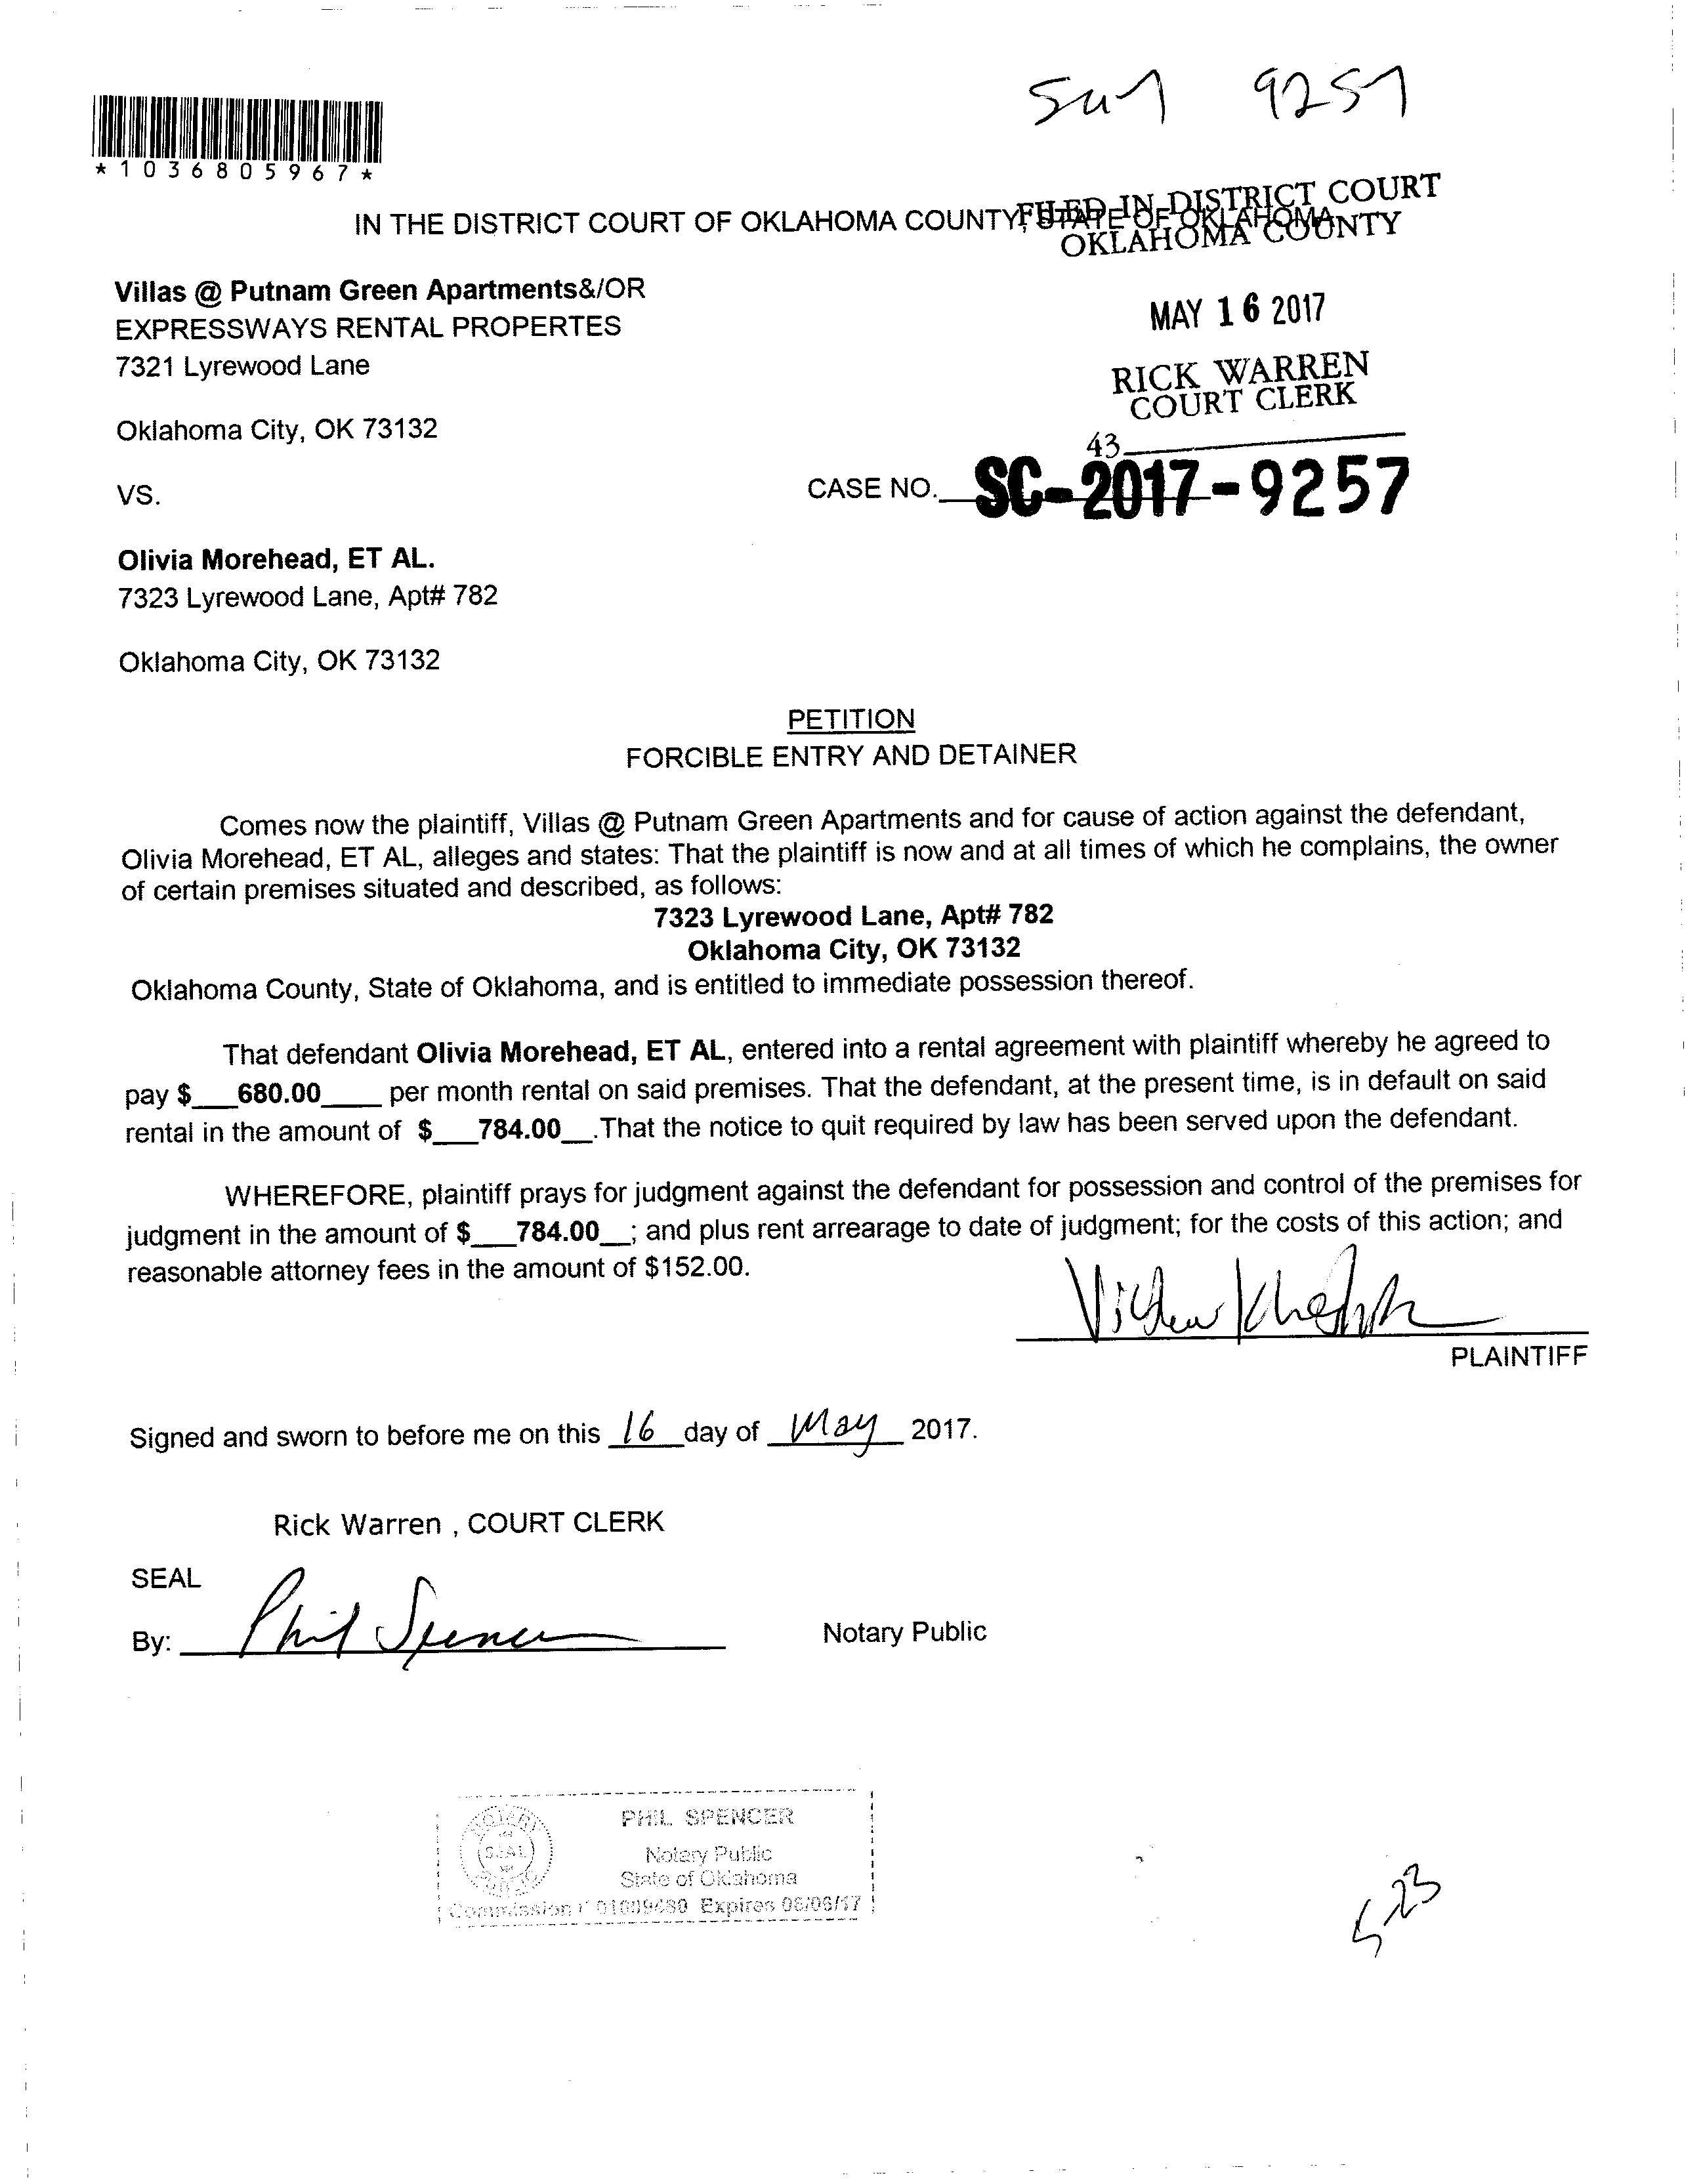 9257
*1036805967*
FILED IN DISTRICT COURT
OKLAHOMA COUNTY
IN THE DISTRICT COURT OF OKLAHOMA COUNTY, STATE OF OKLAHOMA
Villas @ Putnam Green Apartments&/OR
EXPRESSWAYS RENTAL PROPERTES
7321 Lyrewood Lane
MAY 16 2017
RICK WARREN
COURT CLERK
Oklahoma City, OK 73132
43
VS.
CASE NO. SC-2017-9257
Olivia Morehead, ET AL.
7323 Lyrewood Lane, Apt# 782
Oklahoma City, OK 73132
PETITION
FORCIBLE ENTRY AND DETAINER
Comes now the plaintiff, Villas @ Putnam Green Apartments and for cause of action against the defendant,
Olivia Morehead, ET AL, alleges and states: That the plaintiff is now and at all times of which he complains, the owner
of certain premises situated and described, as follows:
7323 Lyrewood Lane, Apt# 782
Oklahoma City, OK 73132
Oklahoma County, State of Oklahoma, and is entitled to immediate possession thereof.
That defendant Olivia Morehead, ET AL, entered into a rental agreement with plaintiff whereby he agreed to
pay $___680.00____ per month rental on said premises. That the defendant, at the present time, is in default on said
rental in the amount of $___784.00__.That the notice to quit required by law has been served upon the defendant.
WHEREFORE, plaintiff prays for judgment against the defendant for possession and control of the premises for
judgment in the amount of $___784.00__; and plus rent arrearage to date of judgment; for the costs of this action; and
reasonable attorney fees in the amount of $152.00.
PLAINTIFF
Signed and sworn to before me on this 16 day of May 2017.
Rick Warren , COURT CLERK
SEAL
By: Phil Spencer Notary Public
NOTARY
SEAL
PHIL SPENCER
Notary Public
State of Oklahoma
Commission # Expires 06/06/17
5 23